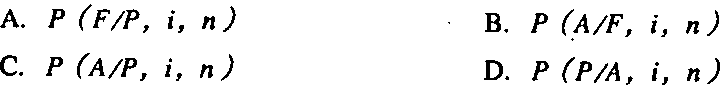 A. P (F/P, i, n) B. P (A/F, i, n)
C. P (A/P, i, n) D. P (P/A, i, n)